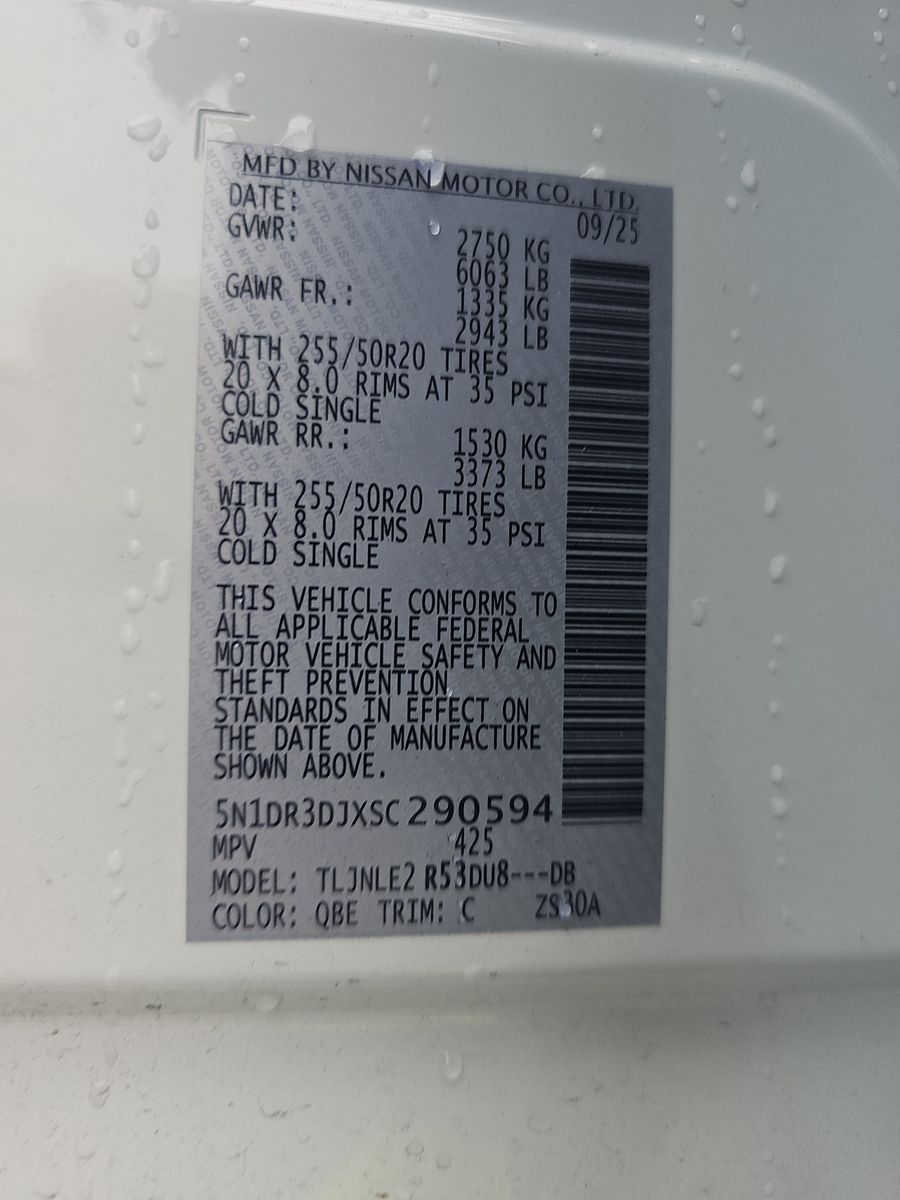 MFD BY NISSAN MOTOR CO., LTD.
DATE: 09/25
GVWR: 2750 KG
6063 LB
GAWR FR.: 1335 KG
2943 LB
WITH 255/50R20 TIRES
20 X 8.0 RIMS AT 35 PSI
COLD SINGLE
GAWR RR.: 1530 KG
3373 LB
WITH 255/50R20 TIRES
20 X 8.0 RIMS AT 35 PSI
COLD SINGLE
THIS VEHICLE CONFORMS TO
ALL APPLICABLE FEDERAL
MOTOR VEHICLE SAFETY AND
THEFT PREVENTION
STANDARDS IN EFFECT ON
THE DATE OF MANUFACTURE
SHOWN ABOVE.
5N1DR3DJXSC290594
MPV 425
MODEL: TLJNLE2 R53DU8---DB
COLOR: QBE TRIM: C ZS30A